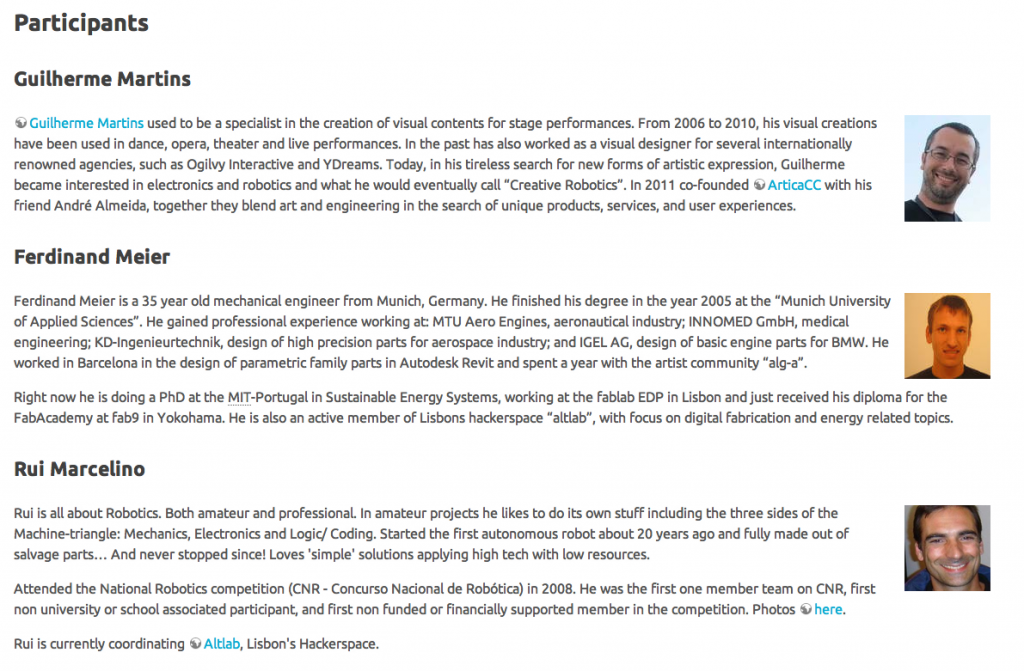 Participants
Guilherme Martins
Guilherme Martins used to be a specialist in the creation of visual contents for stage performances. From 2006 to 2010, his visual creations
have been used in dance, opera, theater and live performances. In the past has also worked as a visual designer for several internationally
renowned agencies, such as Ogilvy Interactive and YDreams. Today, in his tireless search for new forms of artistic expression, Guilherme
became interested in electronics and robotics and what he would eventually call “Creative Robotics”. In 2011 co-founded ArticaCC with his
friend André Almeida, together they blend art and engineering in the search of unique products, services, and user experiences.
Ferdinand Meier
Ferdinand Meier is a 35 year old mechanical engineer from Munich, Germany. He finished his degree in the year 2005 at the “Munich University
of Applied Sciences”. He gained professional experience working at: MTU Aero Engines, aeronautical industry; INNOMED GmbH, medical
engineering; KD-Ingenieurtechnik, design of high precision parts for aerospace industry; and IGEL AG, design of basic engine parts for BMW. He
worked in Barcelona in the design of parametric family parts in Autodesk Revit and spent a year with the artist community “alg-a”.
Right now he is doing a PhD at the MIT-Portugal in Sustainable Energy Systems, working at the fablab EDP in Lisbon and just received his diploma for the
FabAcademy at fab9 in Yokohama. He is also an active member of Lisbons hackerspace “altlab”, with focus on digital fabrication and energy related topics.
Rui Marcelino
Rui is all about Robotics. Both amateur and professional. In amateur projects he likes to do its own stuff including the three sides of the
Machine-triangle: Mechanics, Electronics and Logic/ Coding. Started the first autonomous robot about 20 years ago and fully made out of
salvage parts… And never stopped since! Loves 'simple' solutions applying high tech with low resources.
Attended the National Robotics competition (CNR - Concurso Nacional de Robótica) in 2008. He was the first one member team on CNR, first
non university or school associated participant, and first non funded or financially supported member in the competition. Photos here.
Rui is currently coordinating Altlab, Lisbon's Hackerspace.